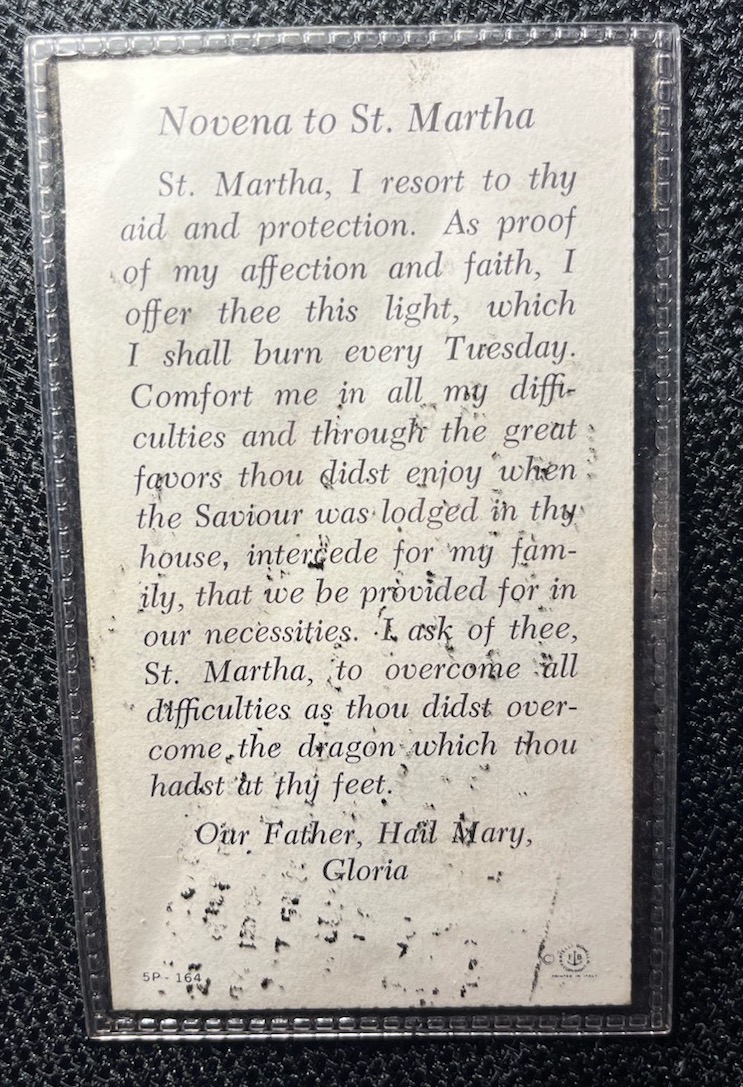 Novena to St. Martha
St. Martha, I resort to thy
aid and protection. As proof
of my affection and faith, I
offer thee this light, which
I shall burn every Tuesday.
Comfort me in all my diffi-
culties and through the great
favors thou didst enjoy when
the Saviour was lodged in thy
house, intercede for my fam-
ily, that we be provided for in
our necessities. I ask of thee,
St. Martha, to overcome all
difficulties as thou didst over-
come the dragon which thou
hadst at thy feet.
Our Father, Hail Mary,
Gloria
5P - 164
©
PRINTED IN ITALY